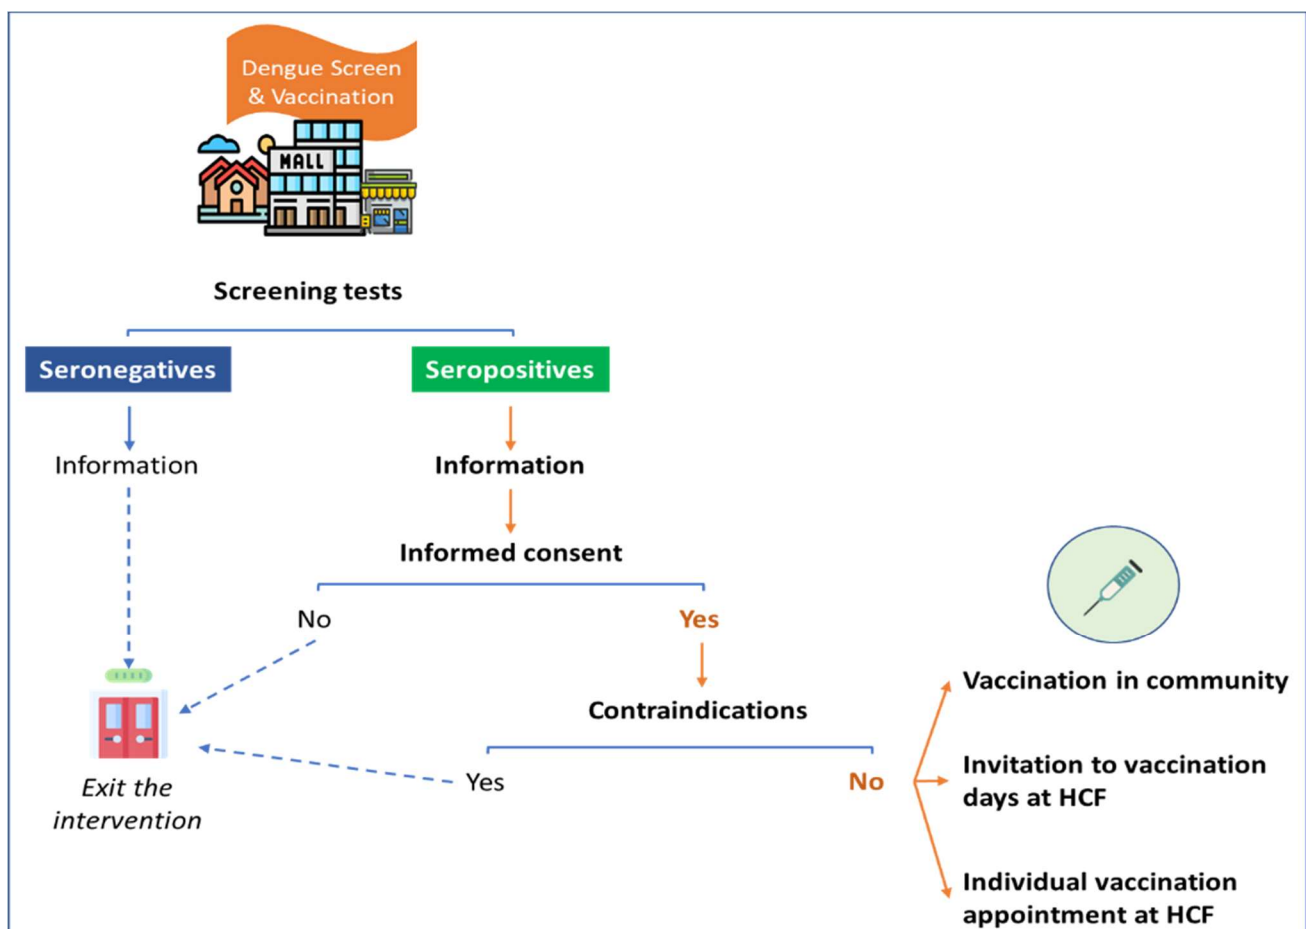 Dengue Screen
& Vaccination
MALL
Screening tests
Seronegatives
Seropositives
Information
Information
Informed consent
No
Yes
Contraindications
Yes
No
Vaccination in community
Invitation to vaccination
days at HCF
Individual vaccination
appointment at HCF
Exit the
intervention